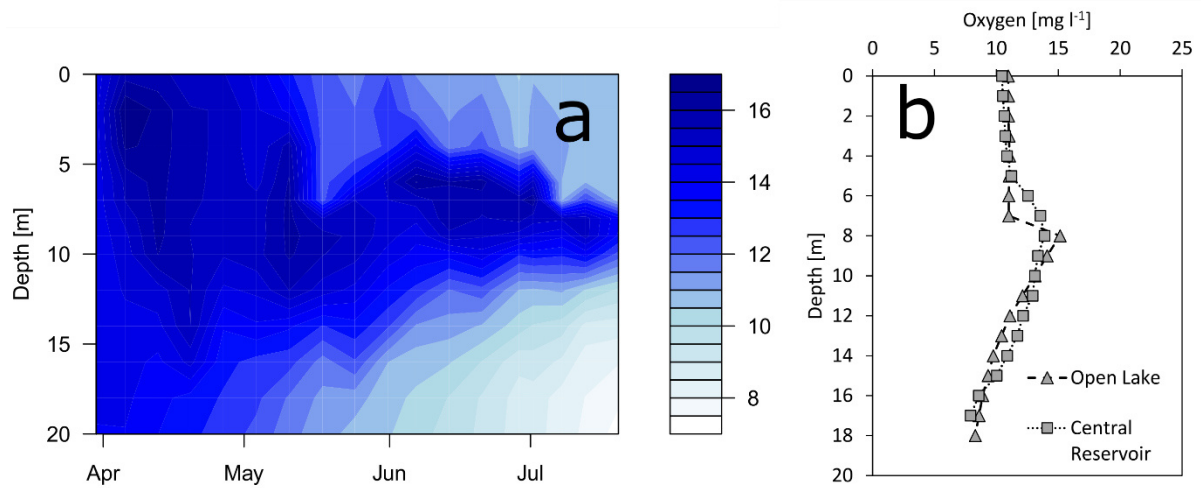 a
0
5
10
15
20
Depth [m]
Apr May Jun Jul
16
14
12
10
8
Oxygen [mg l-1]
0 5 10 15 20 25
b
0
2
4
6
8
10
12
14
16
18
20
Depth [m]
Open Lake
Central
Reservoir